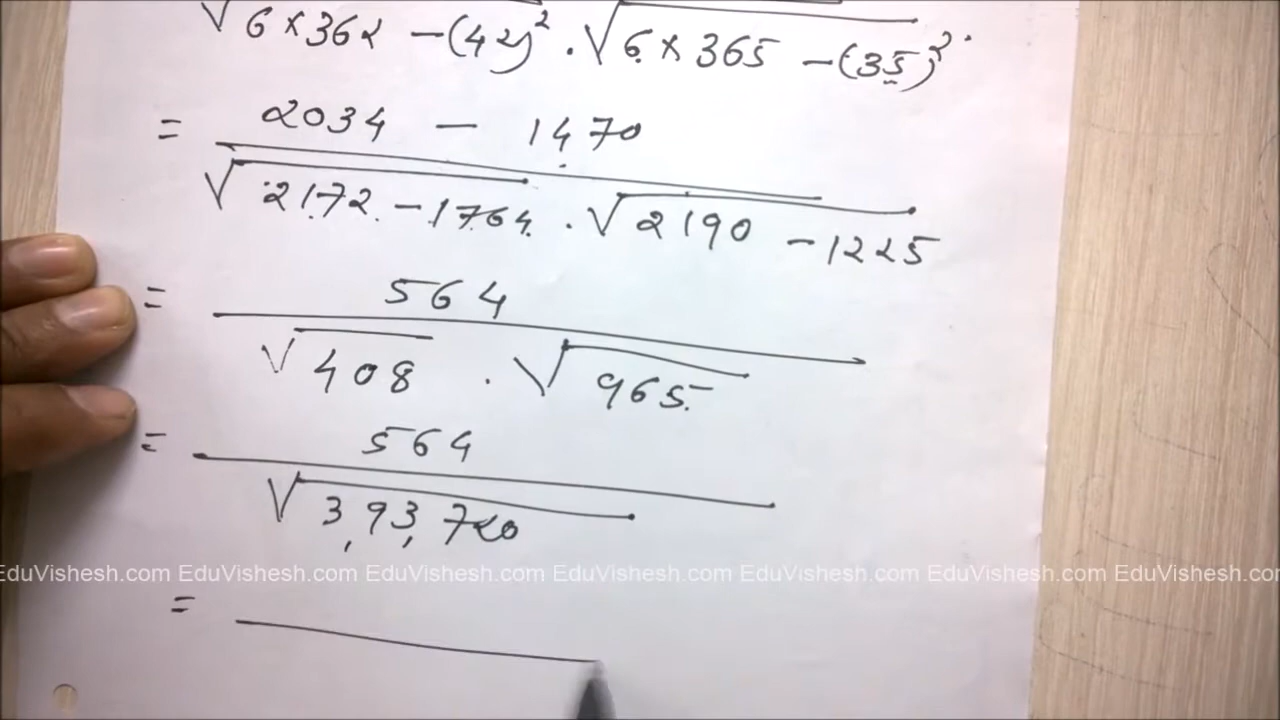 √6×362 -(42)² . √6×365 -(35)²
= 2034 - 1470
√2172 - 1764 . √2190 - 1225
= 564
√408 . √965
= 564
√3,93,720
EduVishesh.com EduVishesh.com EduVishesh.com EduVishesh.com EduVishesh.com EduVishesh.com EduVishesh.com
=